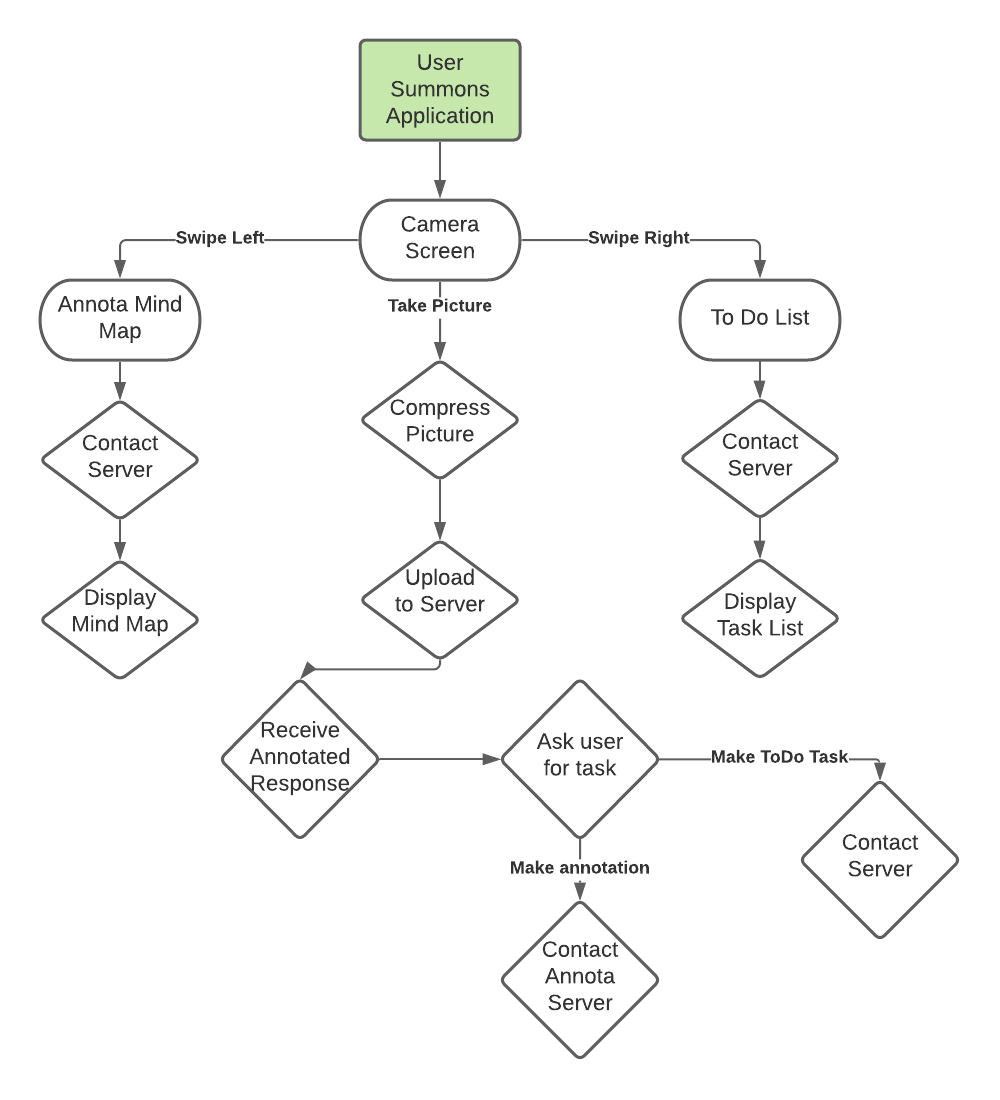 User
Summons
Application
Camera
Screen
Swipe Left
Swipe Right
Take Picture
Annota Mind
Map
To Do List
Contact
Server
Compress
Picture
Contact
Server
Display
Mind Map
Upload
to Server
Display
Task List
Receive
Annotated
Response
Ask user
for task
Make ToDo Task
Contact
Server
Make annotation
Contact
Annota
Server